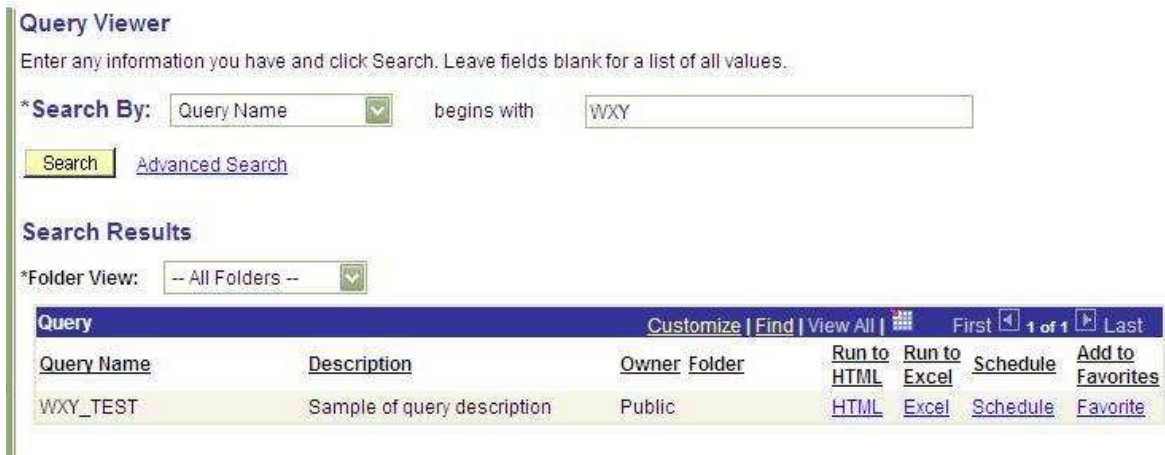 Query Viewer
Enter any information you have and click Search. Leave fields blank for a list of all values.
*Search By: Query Name begins with WXY
Search Advanced Search
Search Results
*Folder View: -- All Folders --
Query Customize | Find | View All | First 1 of 1 Last
Query Name Description Owner Folder Run to HTML Run to Excel Schedule Add to Favorites
WXY_TEST Sample of query description Public HTML Excel Schedule Favorite